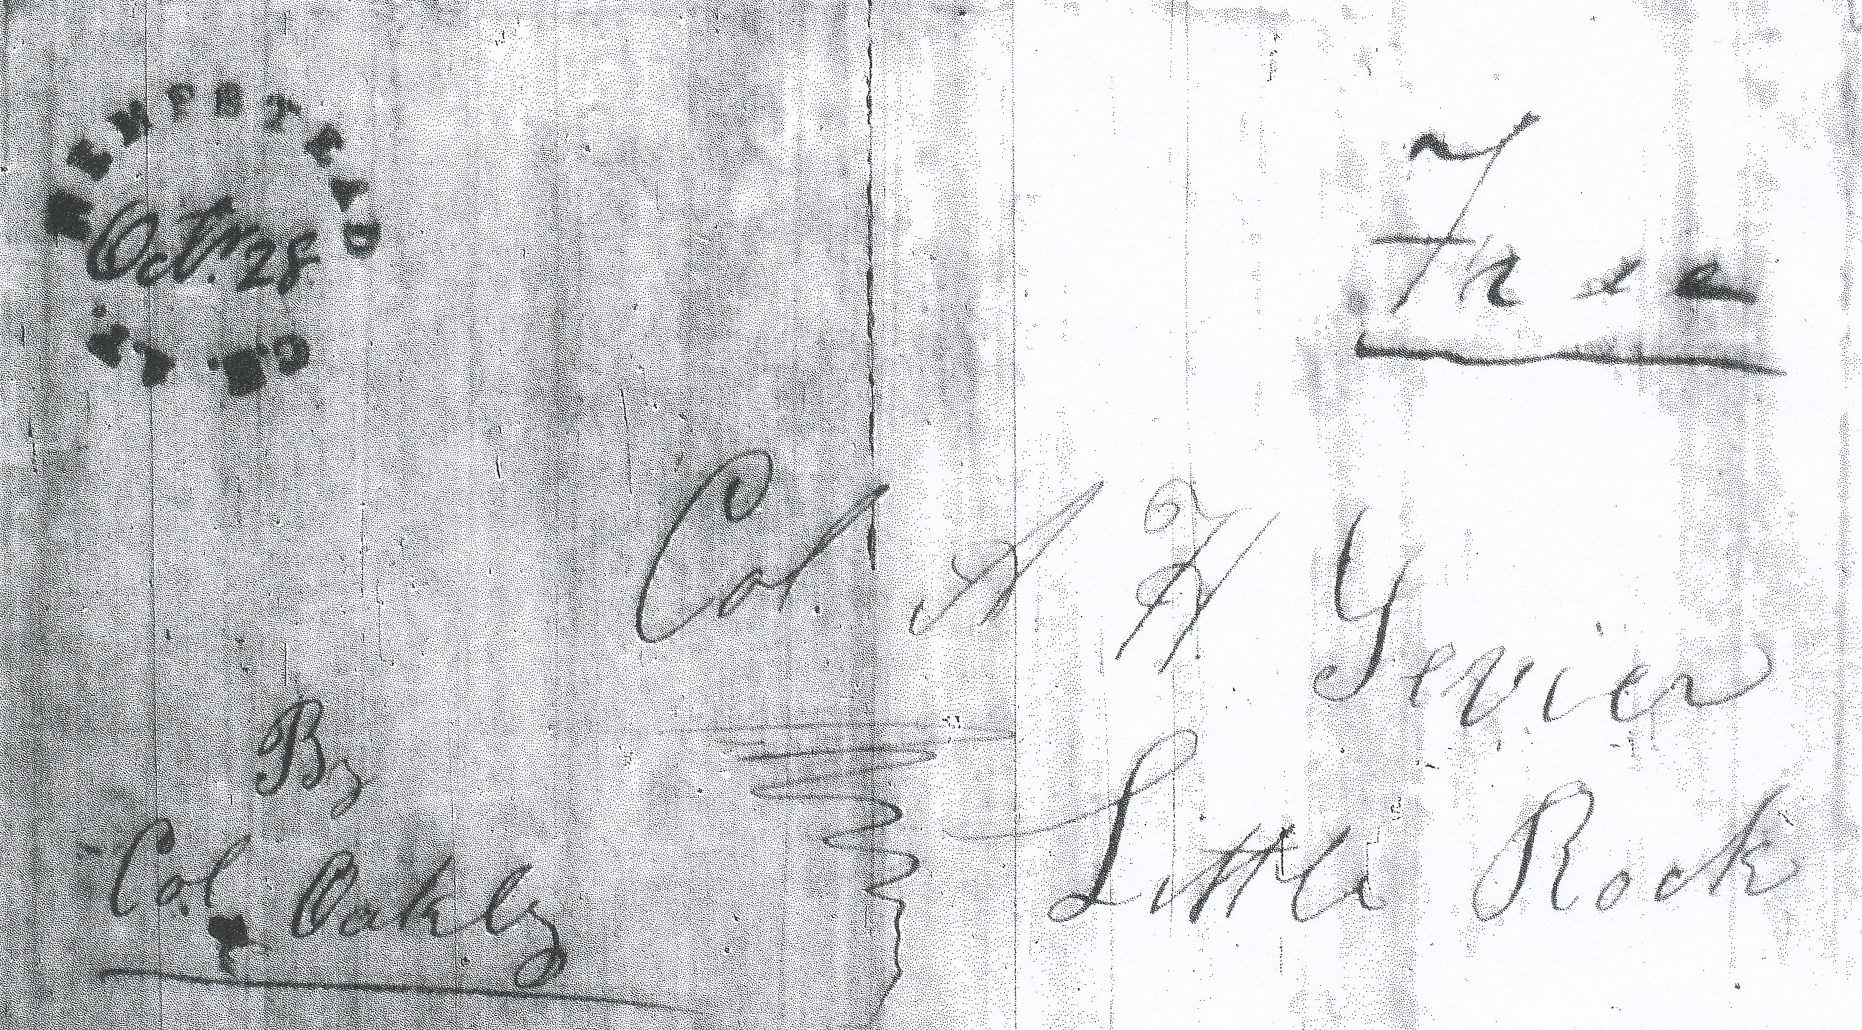 HEMPSTEAD
Octr. 28.
C.H. A.T.
Free
Col A H Sevier
Little Rock
By
Col Oakly